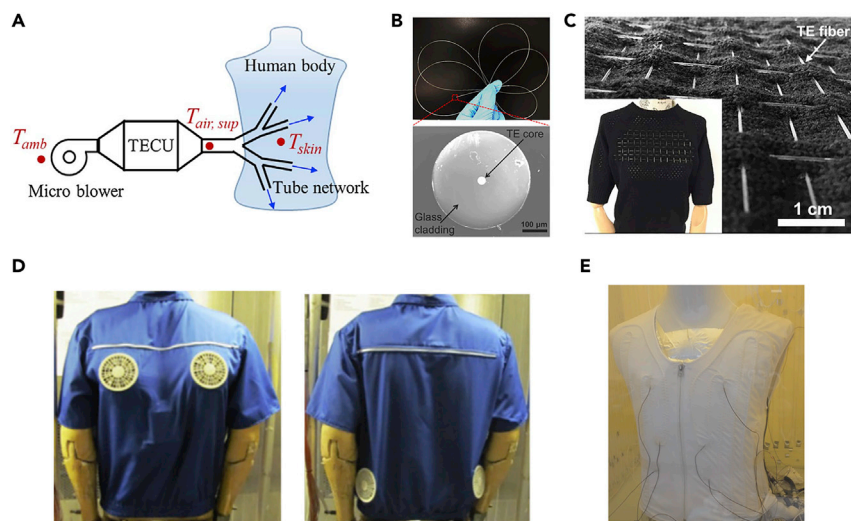 A
Human body
T_amb
TECU
T_air, sup
T_skin
Micro blower
Tube network
B
TE core
Glass
cladding
100 µm
C
TE fiber
1 cm
D
E